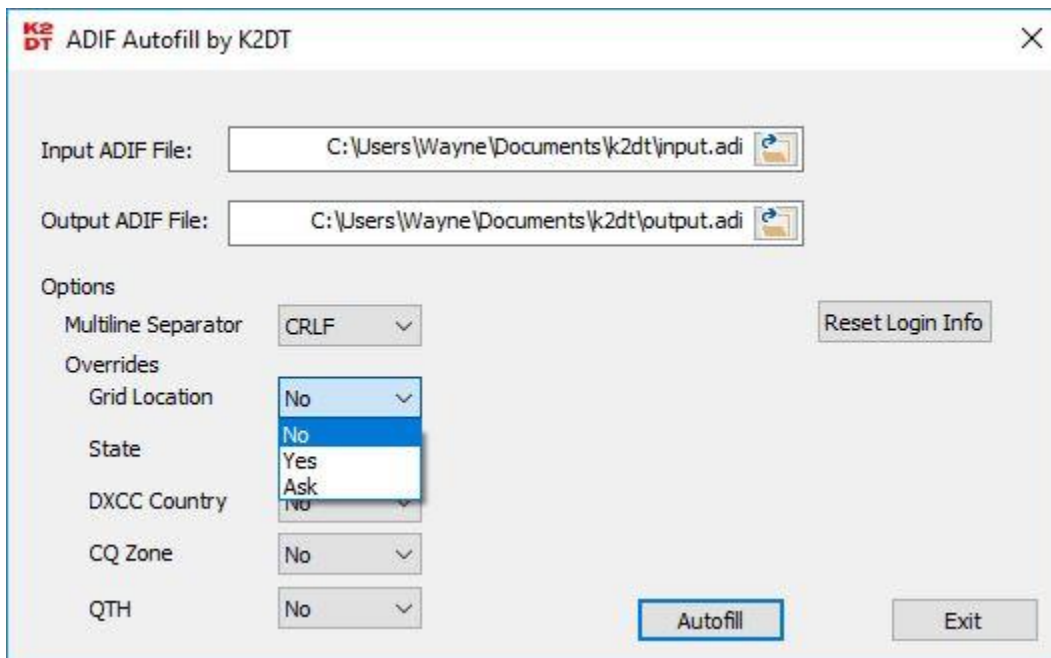 K2
DT
ADIF Autofill by K2DT
Input ADIF File: C:\Users\Wayne\Documents\k2dt\input.adi
Output ADIF File: C:\Users\Wayne\Documents\k2dt\output.adi
Options
Multiline Separator CRLF
Reset Login Info
Overrides
Grid Location No
No
State
Yes
Ask
DXCC Country No
CQ Zone No
QTH No
Autofill Exit